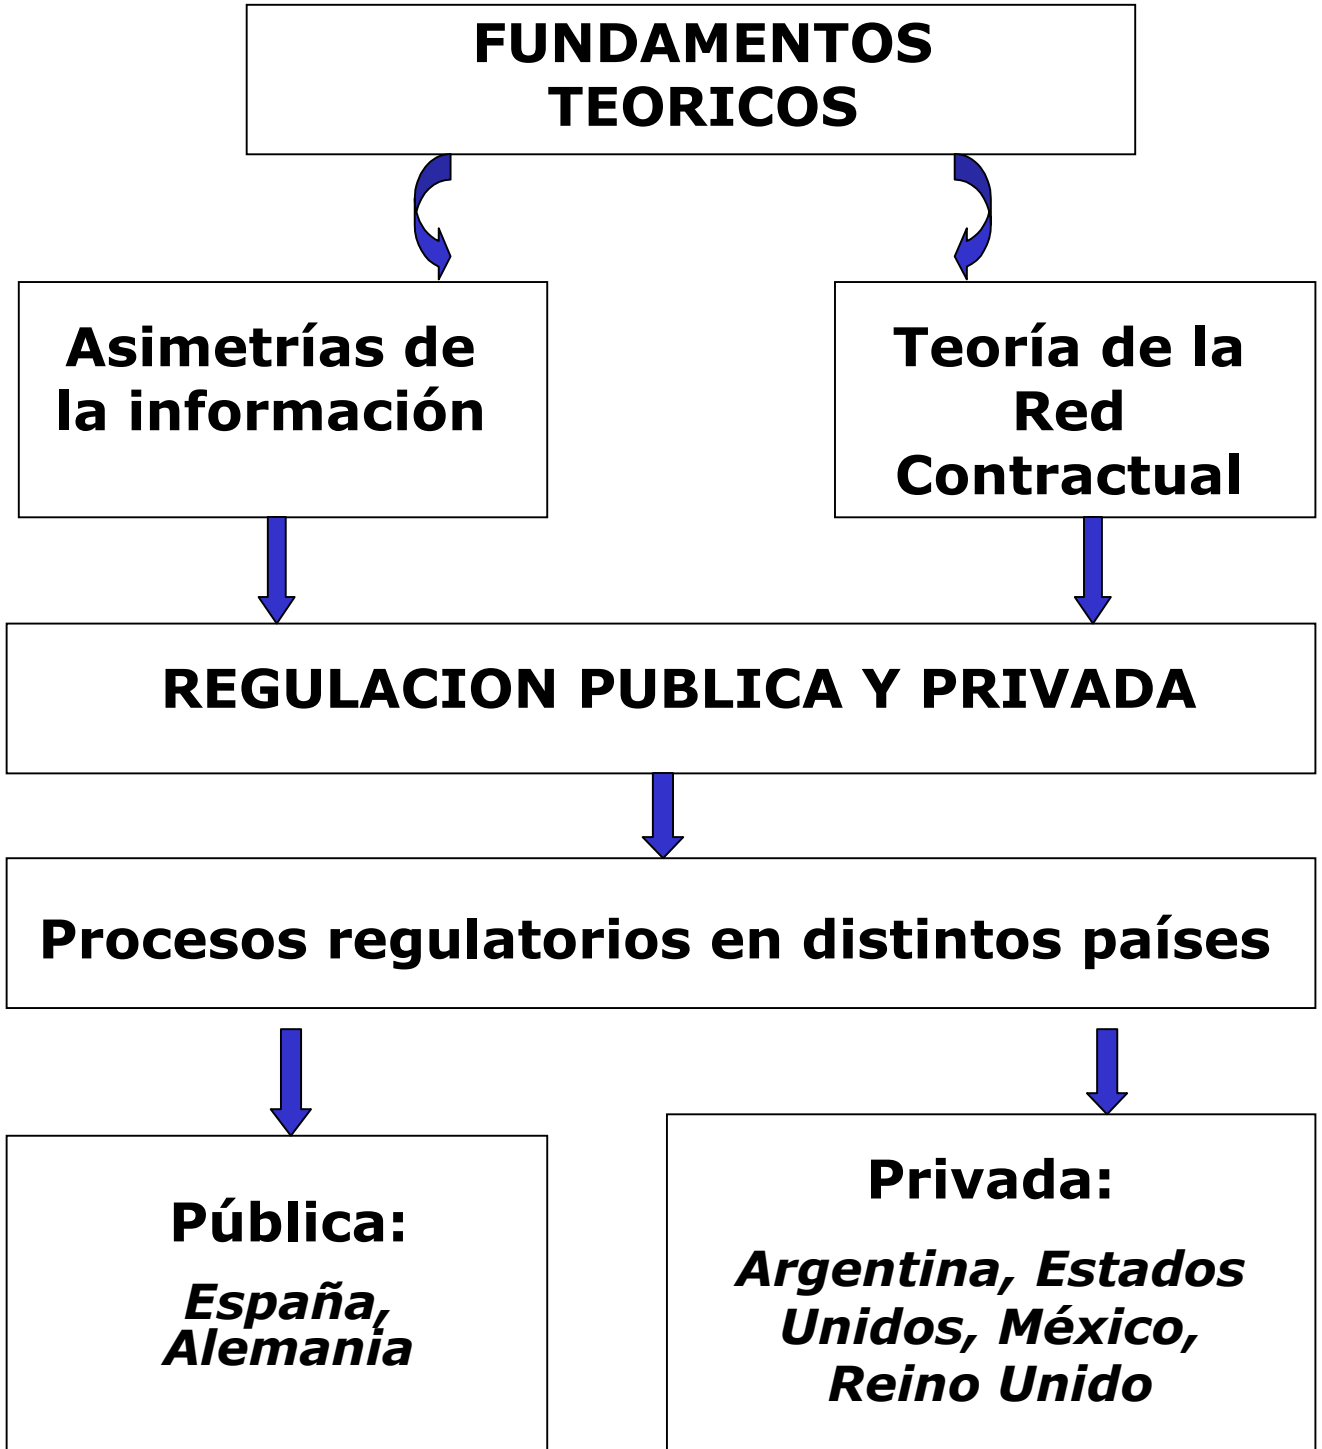 FUNDAMENTOS
TEORICOS
Asimetrías de
la información
Teoría de la
Red
Contractual
REGULACION PUBLICA Y PRIVADA
Procesos regulatorios en distintos países
Pública:
España,
Alemania
Privada:
Argentina, Estados
Unidos, México,
Reino Unido